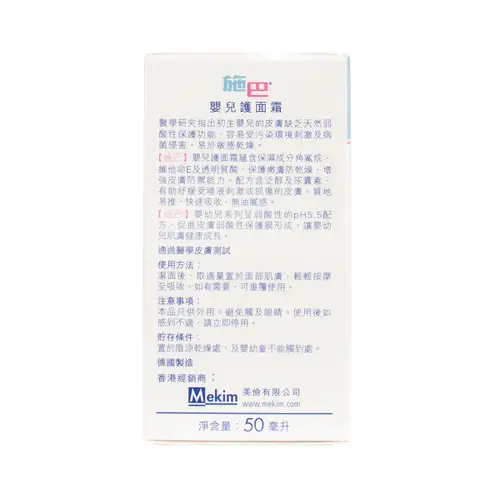 施巴
嬰兒護面霜
醫學研究指出初生嬰兒的皮膚缺乏天然弱
酸性保護功能，容易受污染環境刺激及病
菌侵害，易於敏感乾燥。
【施巴】嬰兒護面霜蘊含保濕成分角鯊烷、
維他命E及透明質酸，保護嫩膚防乾燥、增
強皮膚防禦能力。配方含泛醇及尿囊素，
有助紓緩受唾液刺激或抓傷的皮膚。質地
易推、快速吸收、無油膩感。
【施巴】嬰幼兒系列呈弱酸性的pH5.5配
方，促進皮膚弱酸性保護膜形成，讓嬰幼
兒肌膚健康成長。
通過醫學皮膚測試
使用方法：
潔面後，取適量置於面部肌膚，輕輕按摩
至吸收。如有需要，可重覆使用。
注意事項：
本品只供外用。避免觸及眼睛。使用後如
感到不適，請立即停用。
貯存條件：
置於陰涼乾燥處，及嬰幼童不能觸到處。
德國製造
香港經銷商：
Mekim 美儉有限公司
www.mekim.com
淨含量：50 毫升